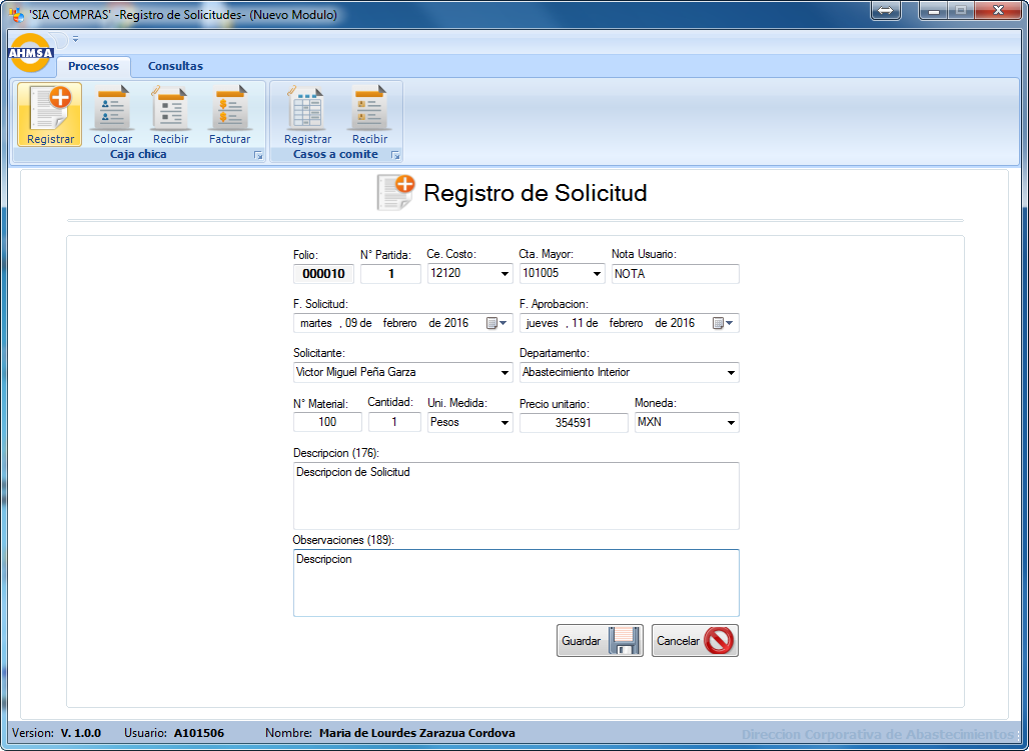 'SIA COMPRAS' -Registro de Solicitudes- (Nuevo Modulo)
AHMSA
Procesos Consultas
Registrar Colocar Recibir Facturar Registrar Recibir
Caja chica Casos a comite
Registro de Solicitud
Folio: N° Partida: Ce. Costo: Cta. Mayor: Nota Usuario:
000010 1 12120 101005 NOTA
F. Solicitud: F. Aprobacion:
martes , 09 de febrero de 2016 jueves , 11 de febrero de 2016
Solicitante: Departamento:
Victor Miguel Peña Garza Abastecimiento Interior
N° Material: Cantidad: Uni. Medida: Precio unitario: Moneda:
100 1 Pesos 354591 MXN
Descripcion (176):
Descripcion de Solicitud
Observaciones (189):
Descripcion
Guardar Cancelar
Version: V. 1.0.0 Usuario: A101506 Nombre: Maria de Lourdes Zarazua Cordova Direccion Corporativa de Abastecimientos